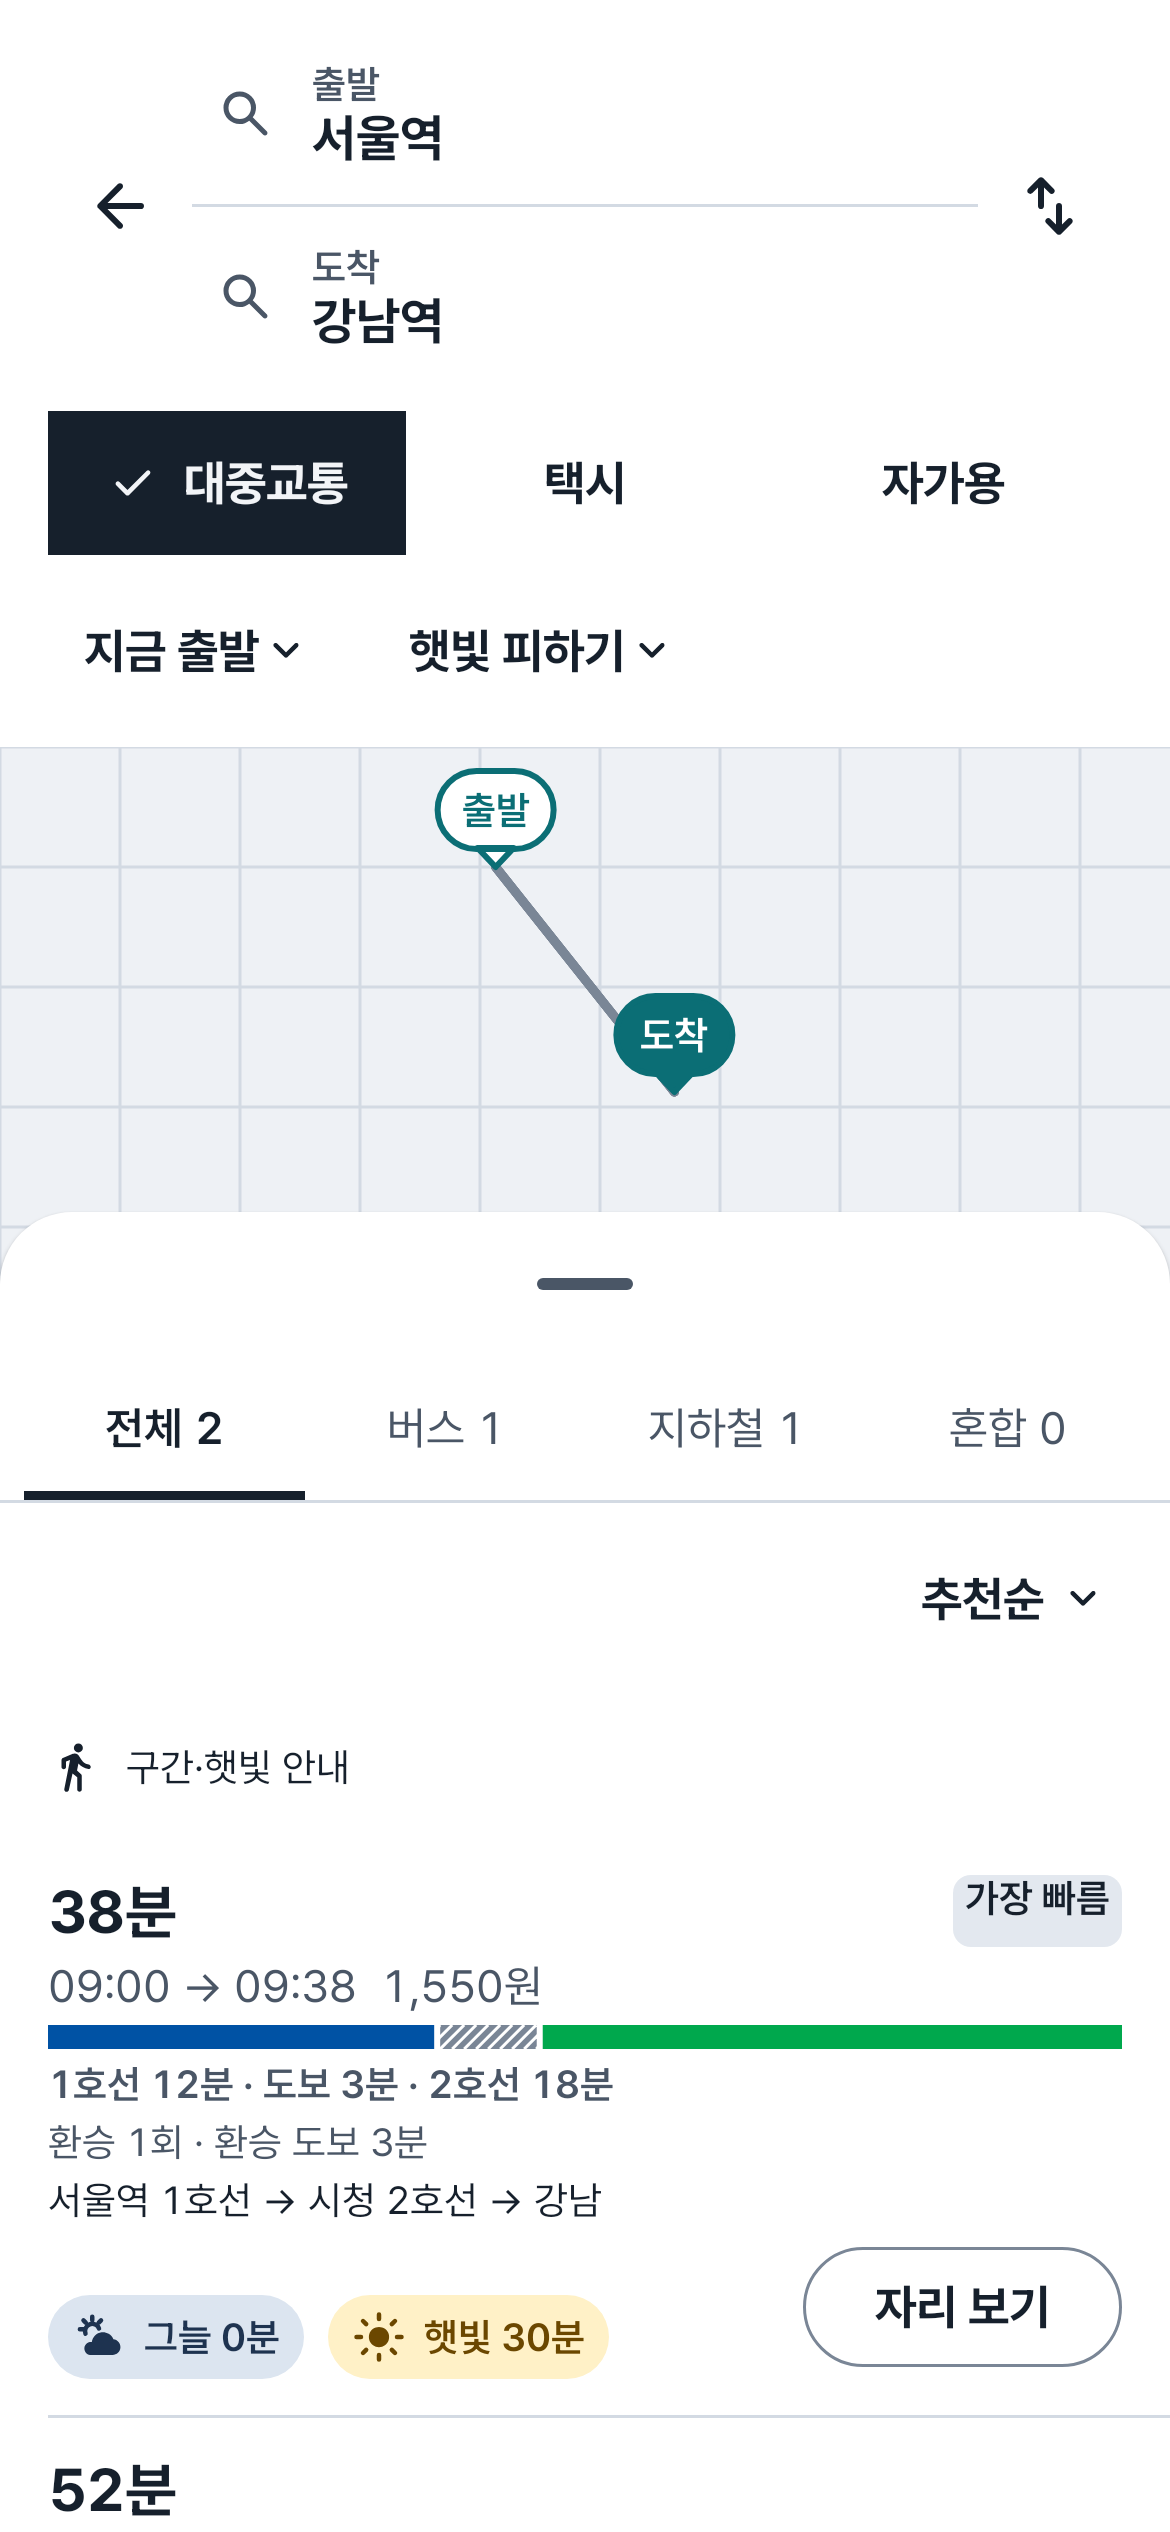 출발
서울역
도착
강남역
대중교통 택시 자가용
지금 출발 햇빛 피하기
출발
도착
전체 2 버스 1 지하철 1 혼합 0
추천순
구간·햇빛 안내
38분 가장 빠름
09:00 → 09:38 1,550원
1호선 12분 · 도보 3분 · 2호선 18분
환승 1회 · 환승 도보 3분
서울역 1호선 → 시청 2호선 → 강남
자리 보기
그늘 0분 햇빛 30분
52분